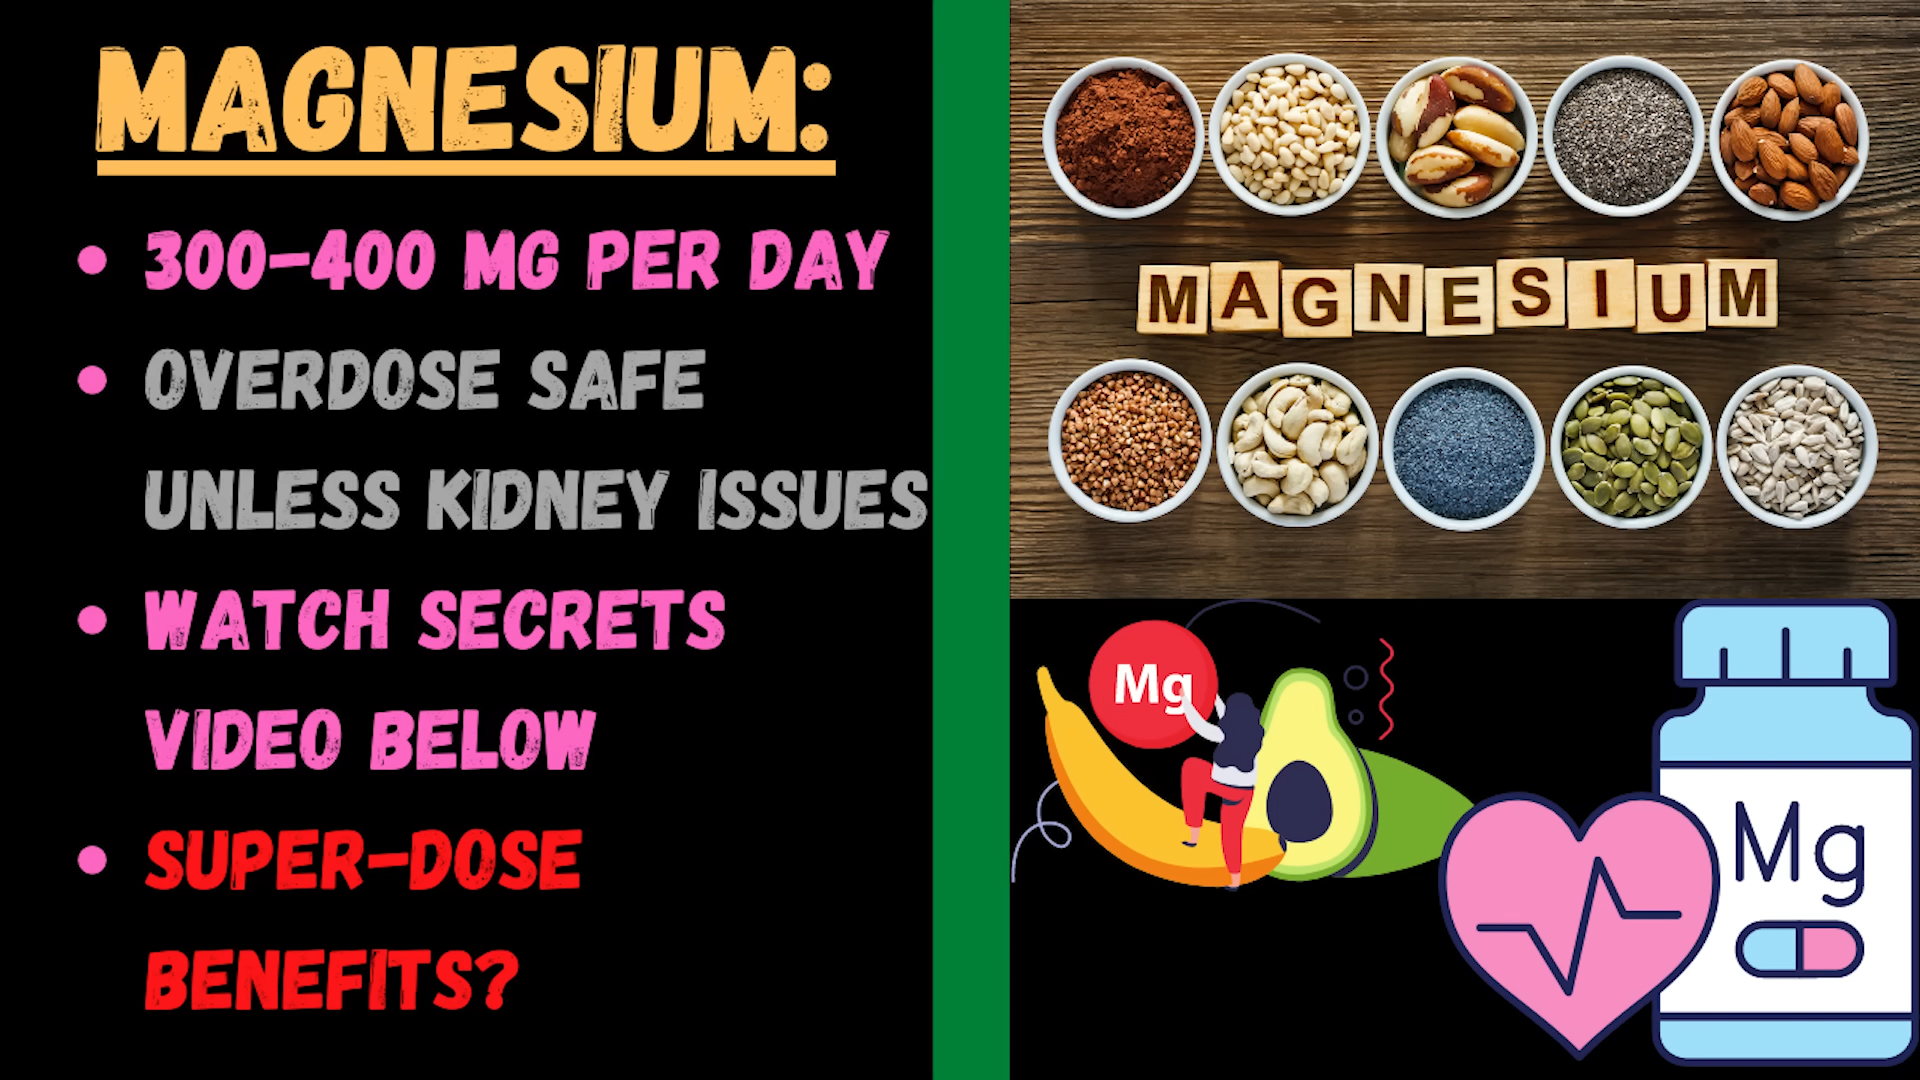 MAGNESIUM:
• 300-400 MG PER DAY
• OVERDOSE SAFE
UNLESS KIDNEY ISSUES
• WATCH SECRETS
VIDEO BELOW
• SUPER-DOSE
BENEFITS?
MAGNESIUM
Mg
Mg